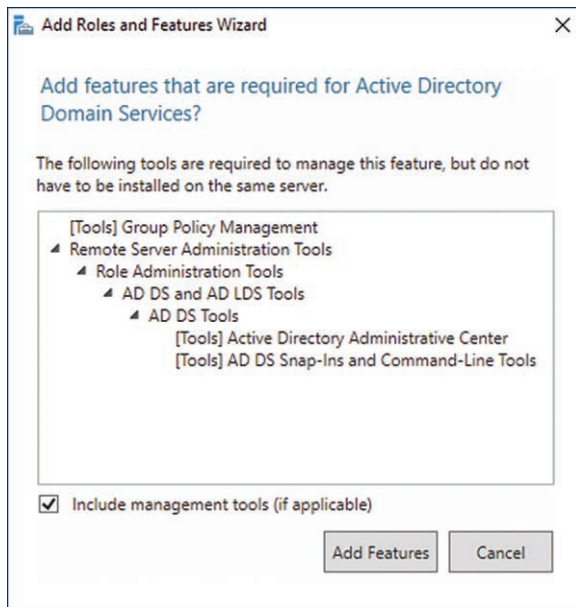 Add Roles and Features Wizard
Add features that are required for Active Directory
Domain Services?
The following tools are required to manage this feature, but do not
have to be installed on the same server.
[Tools] Group Policy Management
Remote Server Administration Tools
Role Administration Tools
AD DS and AD LDS Tools
AD DS Tools
[Tools] Active Directory Administrative Center
[Tools] AD DS Snap-Ins and Command-Line Tools
Include management tools (if applicable)
Add Features
Cancel